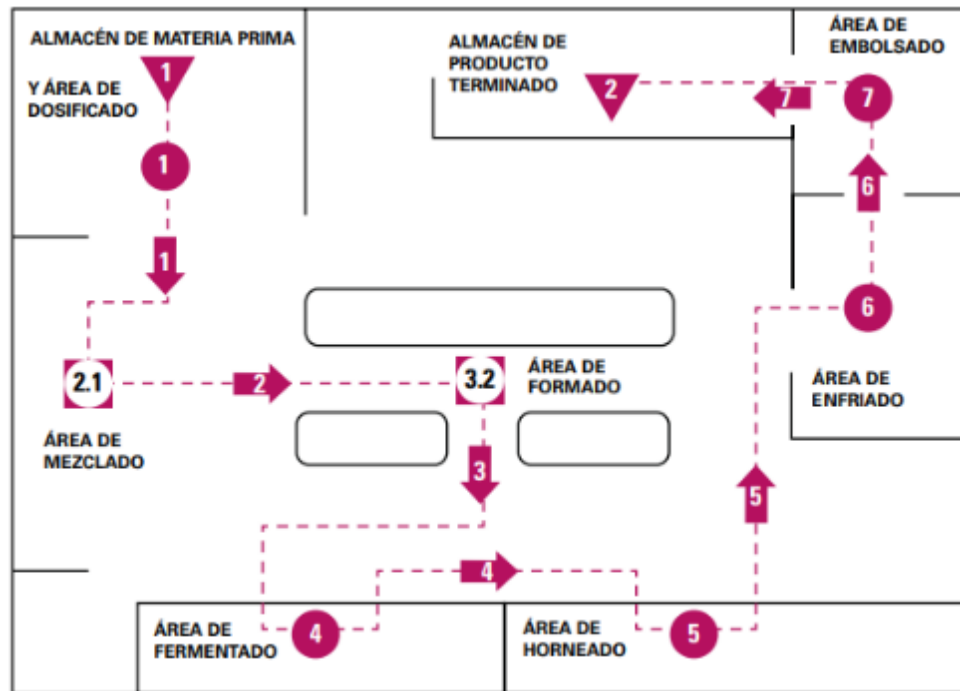 ALMACÉN DE MATERIA PRIMA
1
Y ÁREA DE
DOSIFICADO
1
1
2.1
ÁREA DE
MEZCLADO
2
3.2
ÁREA DE
FORMADO
3
4
ÁREA DE
FERMENTADO
4
5
ÁREA DE
HORNEADO
5
6
ÁREA DE
ENFRIADO
6
ÁREA DE
EMBOLSADO
7
7
ALMACÉN DE
PRODUCTO
TERMINADO
2